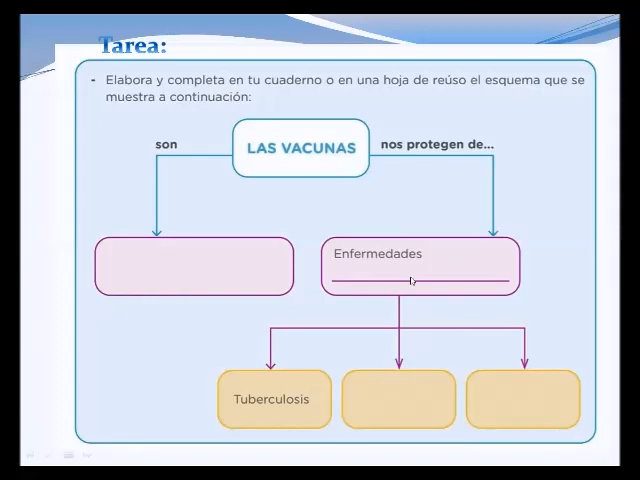 Tarea:
- Elabora y completa en tu cuaderno o en una hoja de reúso el esquema que se
muestra a continuación:
son
LAS VACUNAS
nos protegen de...
Enfermedades
Tuberculosis